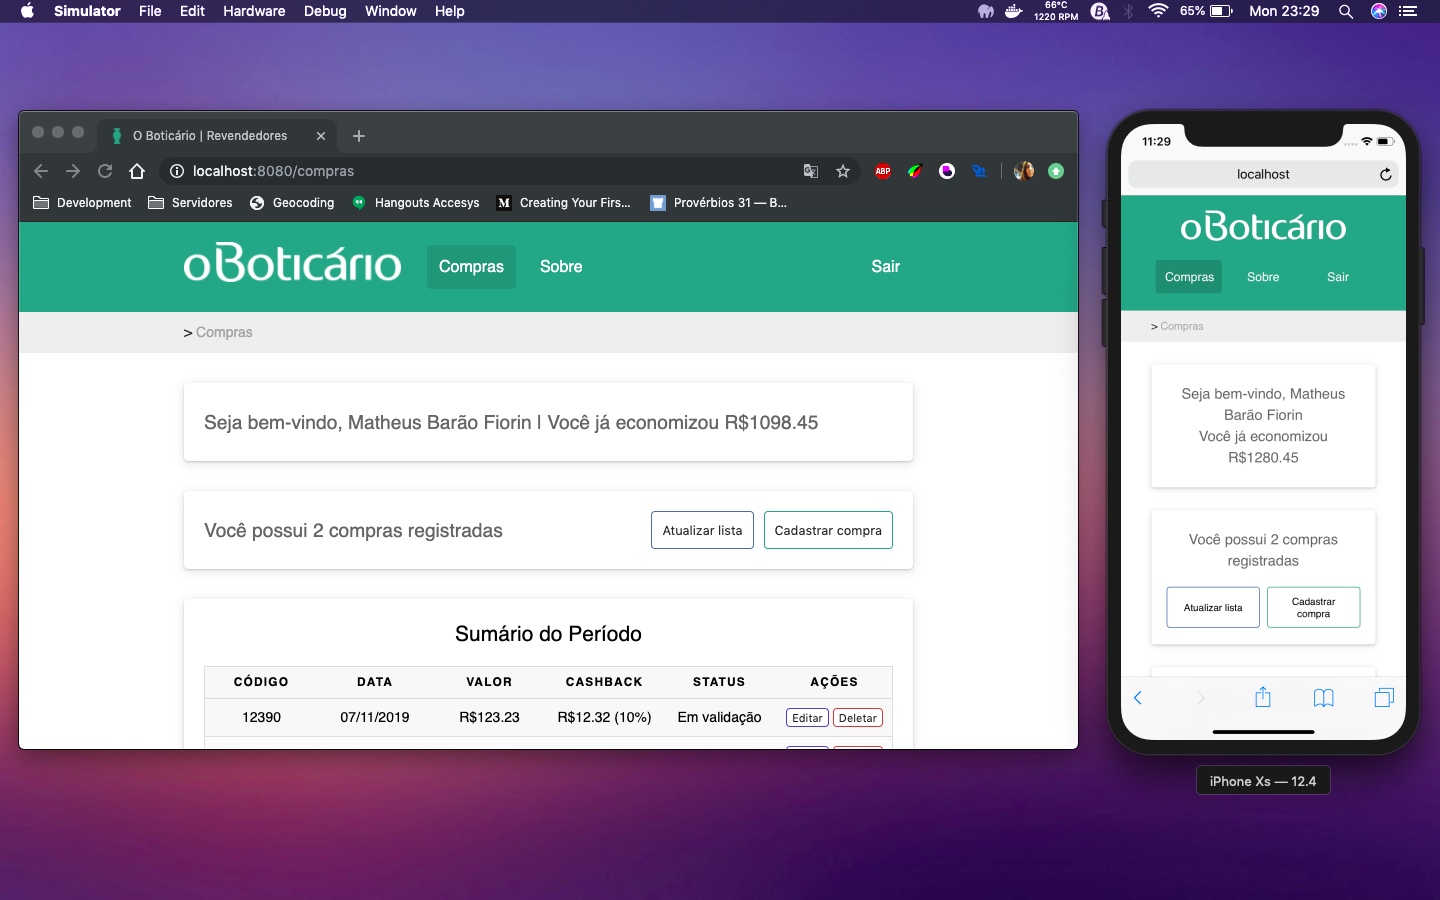 Simulator File Edit Hardware Debug Window Help
66°C
1220 RPM
65%
Mon 23:29
O Boticário | Revendedores
localhost:8080/compras
ABP
Development
Servidores
Geocoding
Hangouts Accesys
M
Creating Your Firs...
Provérbios 31 — B...
oBoticário
Compras
Sobre
Sair
> Compras
Seja bem-vindo, Matheus Barão Fiorin | Você já economizou R$1098.45
Você possui 2 compras registradas
Atualizar lista
Cadastrar compra
Sumário do Período
CÓDIGO DATA VALOR CASHBACK STATUS AÇÕES
12390 07/11/2019 R$123.23 R$12.32 (10%) Em validação Editar Deletar
11:29
localhost
oBoticário
Compras
Sobre
Sair
> Compras
Seja bem-vindo, Matheus
Barão Fiorin
Você já economizou
R$1280.45
Você possui 2 compras
registradas
Atualizar lista
Cadastrar
compra
iPhone Xs — 12.4